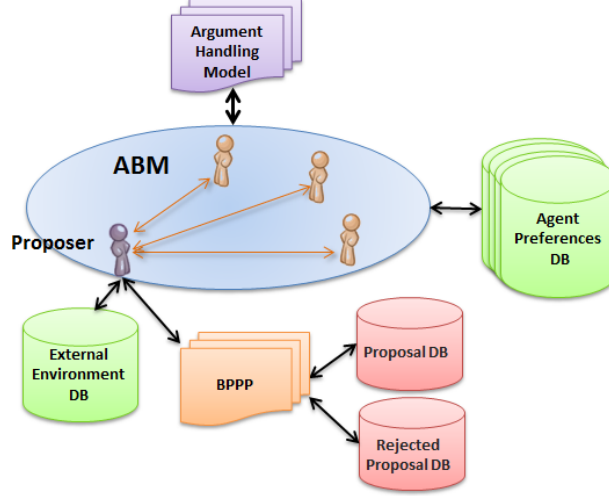 Argument
Handling
Model
ABM
Proposer
Agent
Preferences
DB
External
Environment
DB
BPPP
Proposal DB
Rejected
Proposal DB